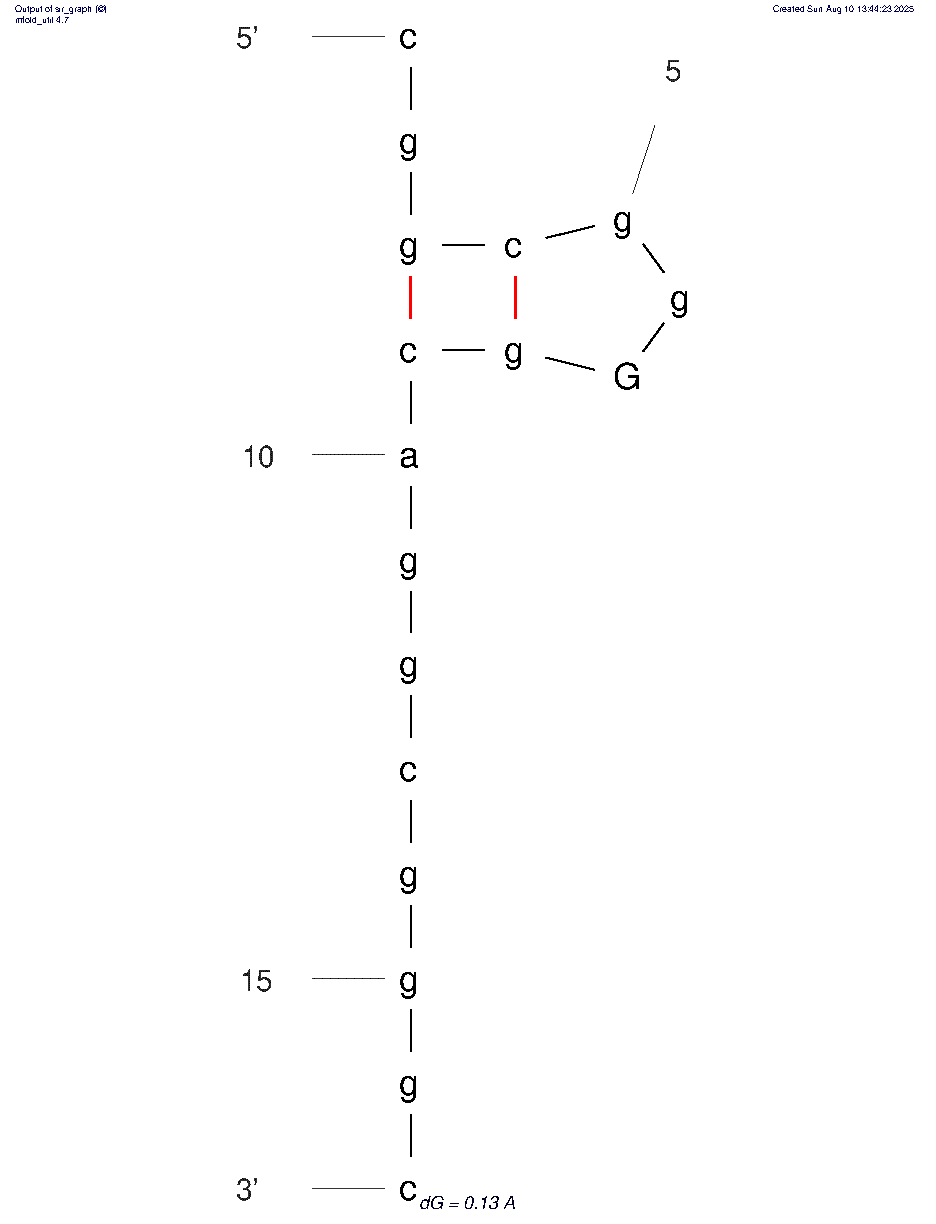 Output of sir_graph (©)
mfold_util 4.7
Created Sun Aug 10 13:44:23 2025
5’ c
5
g
g c g
g
c g G
10 a
g
g
c
g
15 g
g
3’ c
dG = 0.13 A